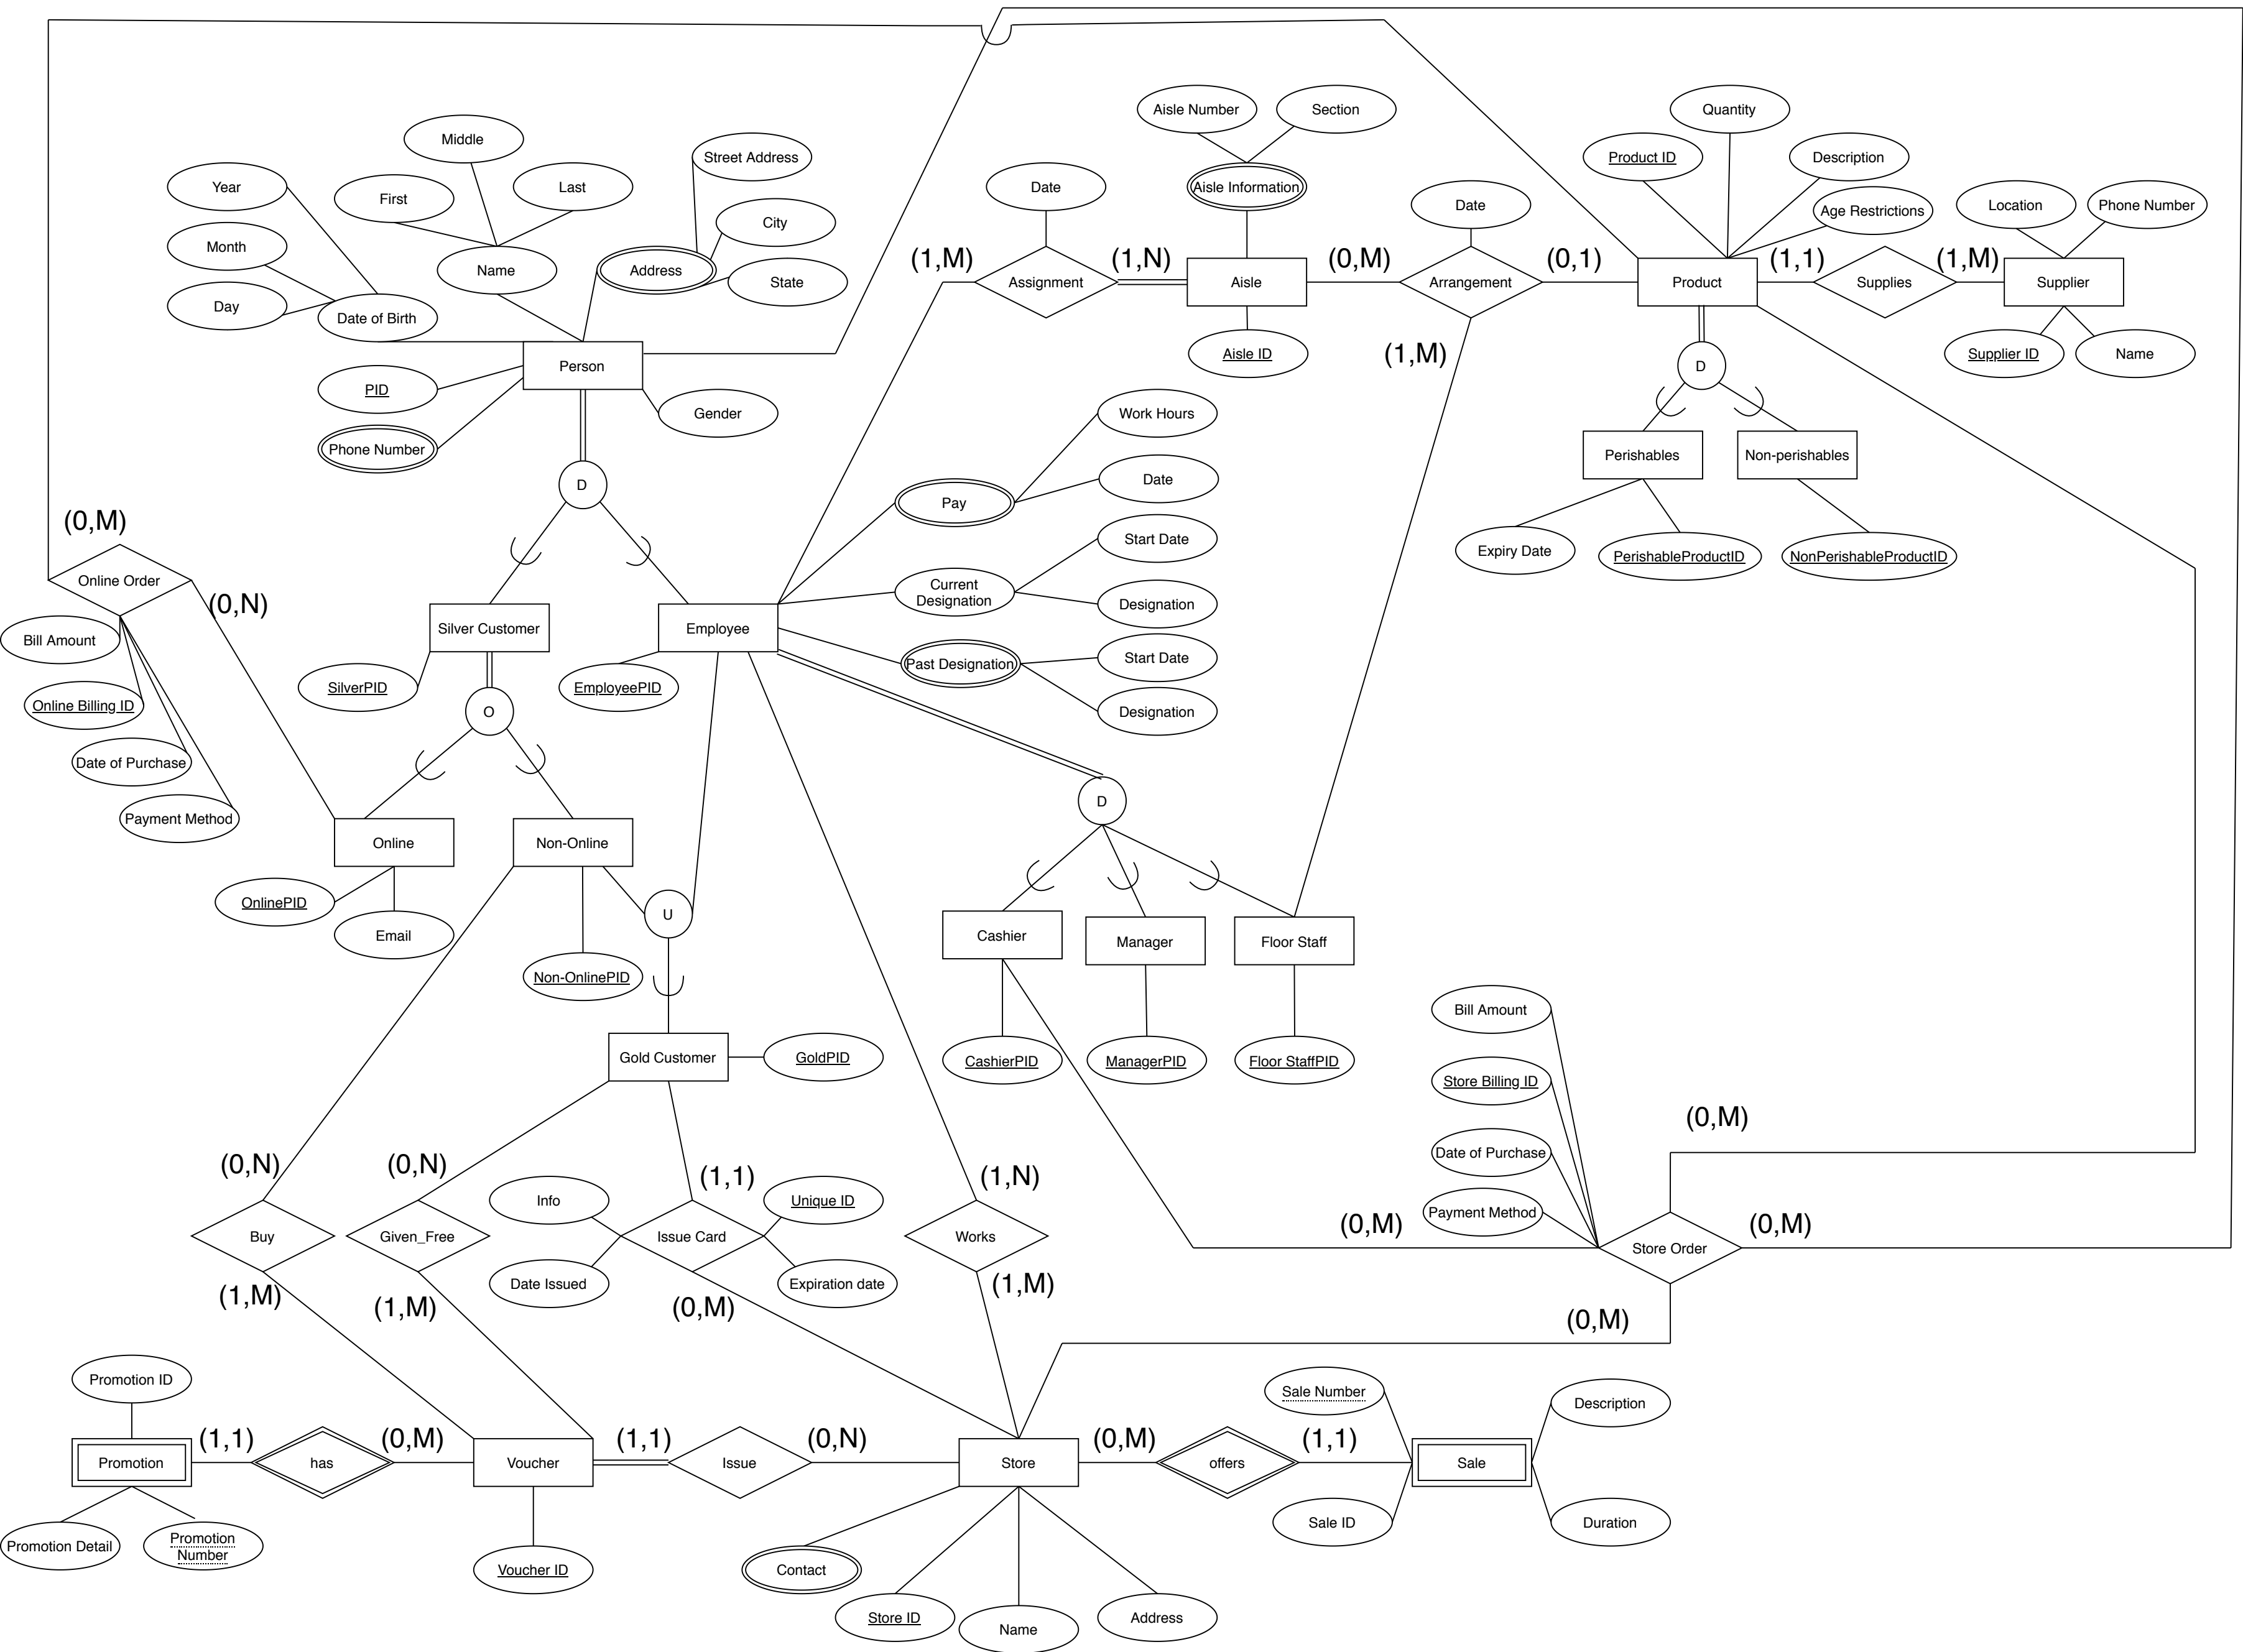 Aisle Number
Section
Quantity
Middle
Street Address
Product ID
Description
Year
First
Last
Date
Aisle Information
Date
Age Restrictions
Location
Phone Number
Month
City
Name
Address
State
Day
Date of Birth
(1,M)
Assignment
(1,N)
Aisle
(0,M)
Arrangement
(0,1)
Product
(1,1)
Supplies
(1,M)
Supplier
Person
Aisle ID
(1,M)
D
Supplier ID
Name
PID
Gender
Work Hours
Phone Number
Perishables
Non-perishables
D
Pay
Date
(0,M)
Start Date
Expiry Date
PerishableProductID
NonPerishableProductID
Online Order
Current
Designation
Designation
(0,N)
Bill Amount
Silver Customer
Employee
Past Designation
Start Date
SilverPID
EmployeePID
Online Billing ID
O
Designation
Date of Purchase
D
Payment Method
Online
Non-Online
OnlinePID
U
Email
Cashier
Manager
Floor Staff
Non-OnlinePID
Bill Amount
Gold Customer
GoldPID
CashierPID
ManagerPID
Floor StaffPID
Store Billing ID
(0,M)
(0,N)
(0,N)
(1,1)
(1,N)
Date of Purchase
Info
Unique ID
Payment Method
(0,M)
(0,M)
Buy
Given_Free
Issue Card
Works
Store Order
Date Issued
Expiration date
(1,M)
(1,M)
(0,M)
(1,M)
(0,M)
Promotion ID
Sale Number
Description
Promotion
(1,1)
has
(0,M)
Voucher
(1,1)
Issue
(0,N)
Store
(0,M)
offers
(1,1)
Sale
Promotion Detail
Promotion
Number
Sale ID
Duration
Voucher ID
Contact
Store ID
Name
Address